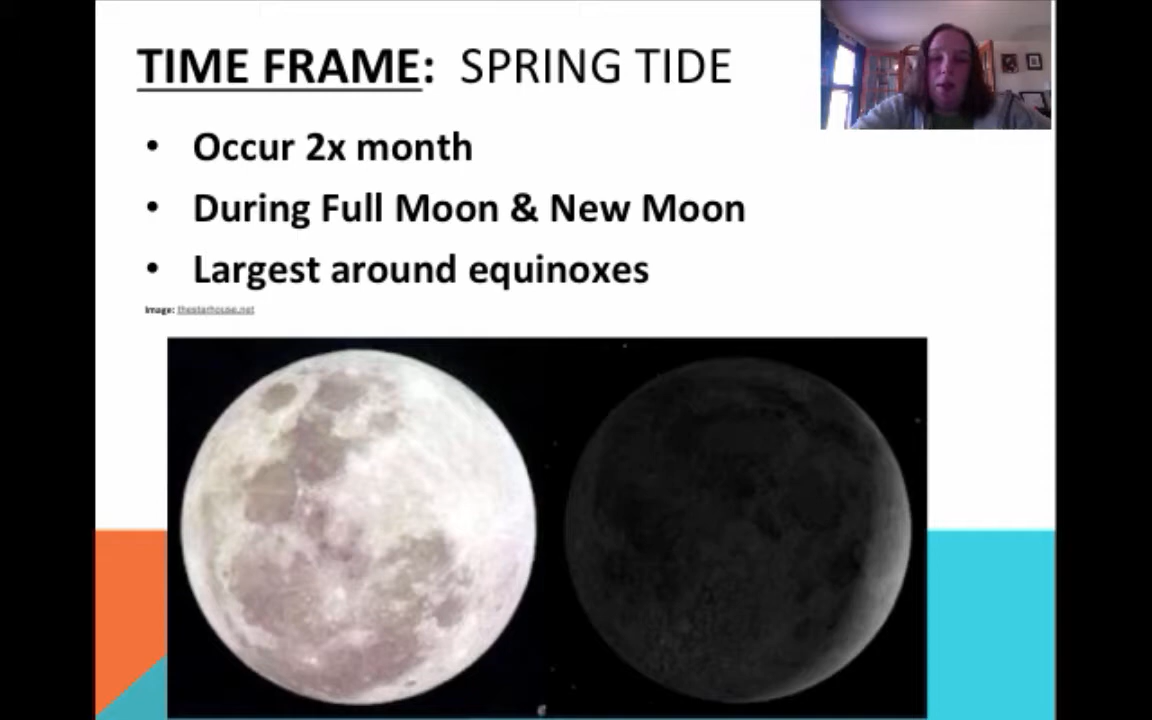 TIME FRAME: SPRING TIDE
• Occur 2x month
• During Full Moon & New Moon
• Largest around equinoxes
Image: thestarhouse.net